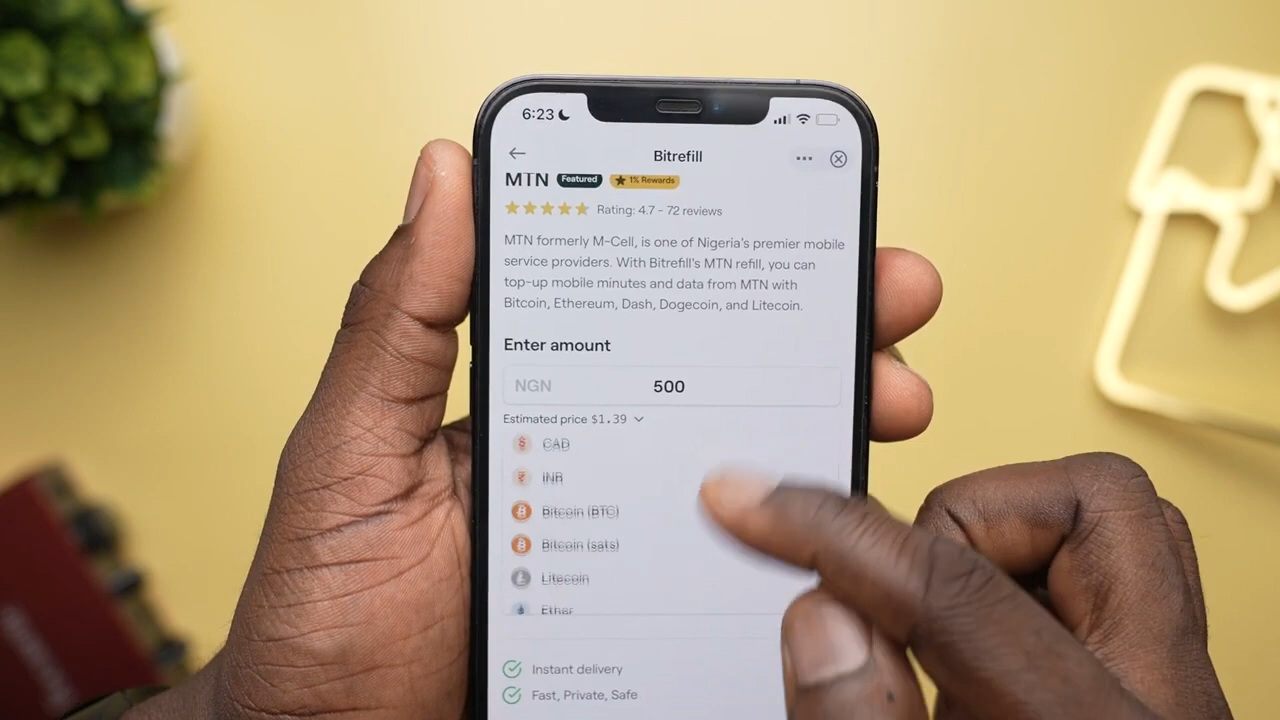 6:23
Bitrefill
MTN Featured 1% Rewards
Rating: 4.7 - 72 reviews
MTN formerly M-Cell, is one of Nigeria's premier mobile
service providers. With Bitrefill's MTN refill, you can
top-up mobile minutes and data from MTN with
Bitcoin, Ethereum, Dash, Dogecoin, and Litecoin.
Enter amount
NGN 500
Estimated price $1.39
CAD
INR
Bitcoin (BTC)
Bitcoin (sats)
Litecoin
Ether
Instant delivery
Fast, Private, Safe